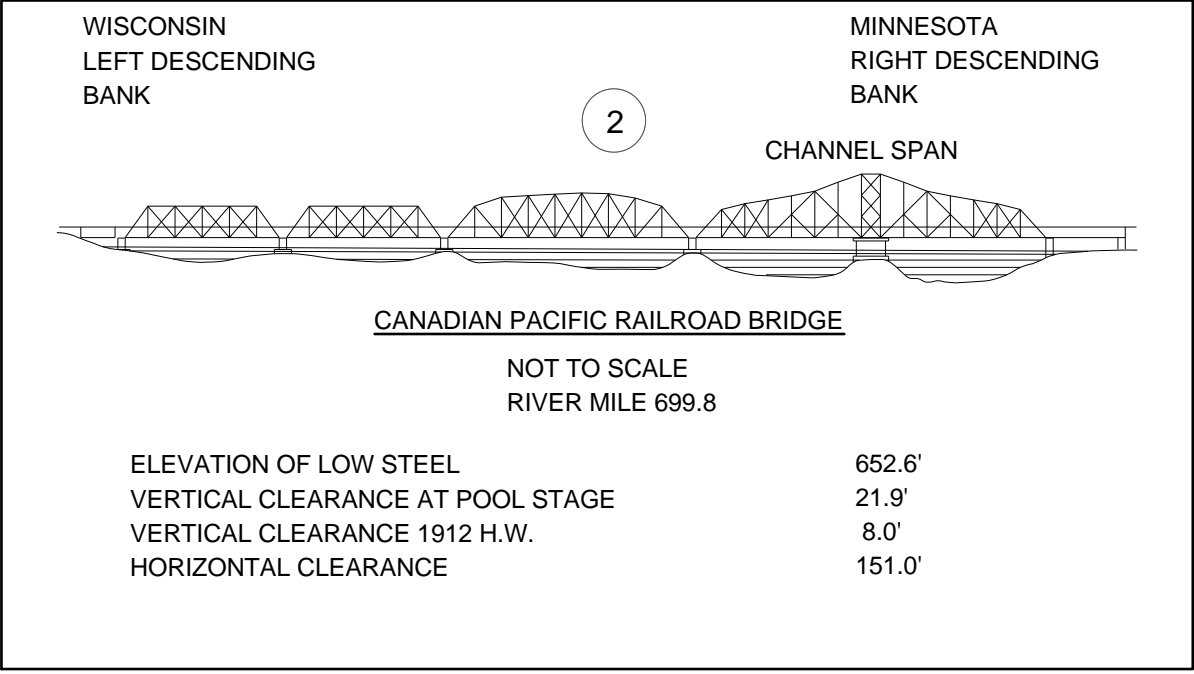 WISCONSIN
LEFT DESCENDING
BANK
MINNESOTA
RIGHT DESCENDING
BANK
2
CHANNEL SPAN
CANADIAN PACIFIC RAILROAD BRIDGE
NOT TO SCALE
RIVER MILE 699.8
ELEVATION OF LOW STEEL 652.6'
VERTICAL CLEARANCE AT POOL STAGE 21.9'
VERTICAL CLEARANCE 1912 H.W. 8.0'
HORIZONTAL CLEARANCE 151.0'